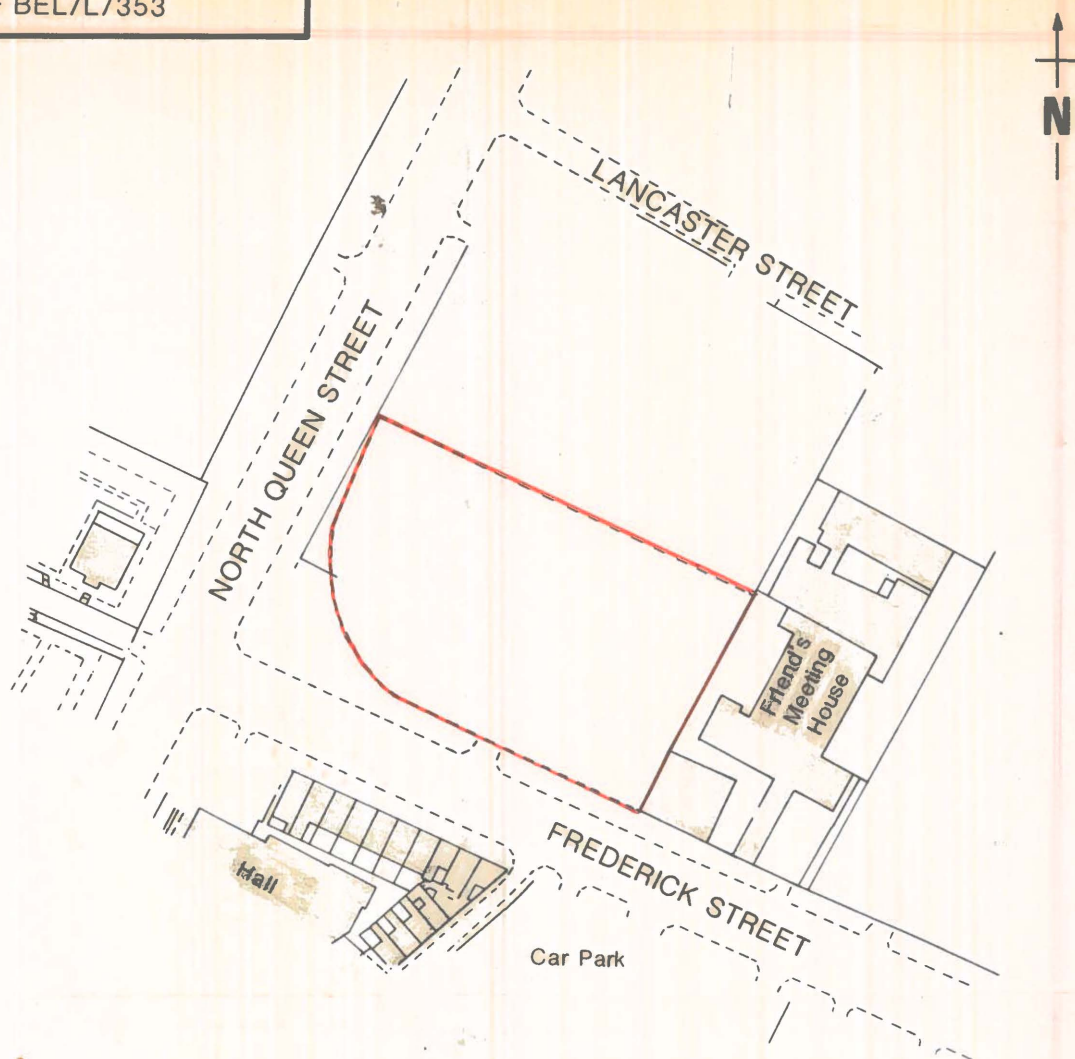 BEL/L/353
N
LANCASTER STREET
NORTH QUEEN STREET
Friend's
Meeting
House
Hall
FREDERICK STREET
Car Park